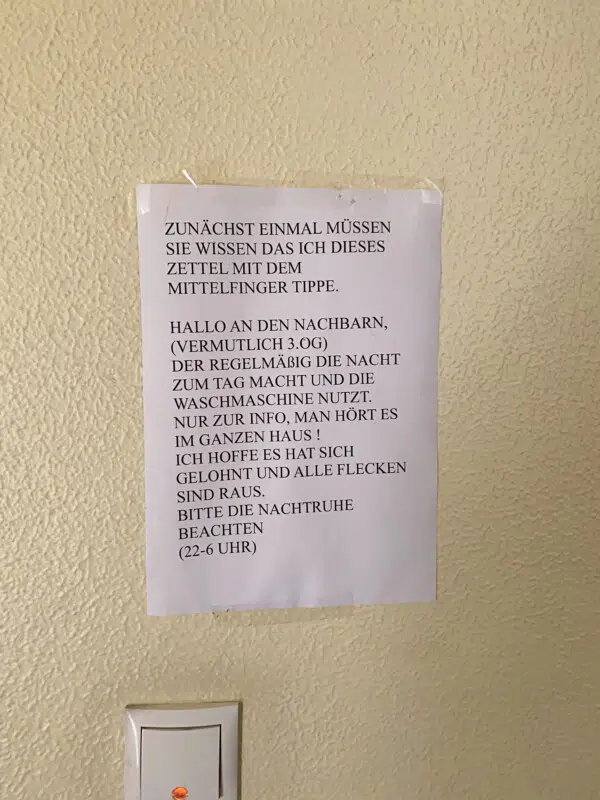 ZUNÄCHST EINMAL MÜSSEN
SIE WISSEN DAS ICH DIESES
ZETTEL MIT DEM
MITTELFINGER TIPPE.
HALLO AN DEN NACHBARN,
(VERMUTLICH 3.OG)
DER REGELMÄßIG DIE NACHT
ZUM TAG MACHT UND DIE
WASCHMASCHINE NUTZT.
NUR ZUR INFO, MAN HÖRT ES
IM GANZEN HAUS !
ICH HOFFE ES HAT SICH
GELOHNT UND ALLE FLECKEN
SIND RAUS.
BITTE DIE NACHTRUHE
BEACHTEN
(22-6 UHR)